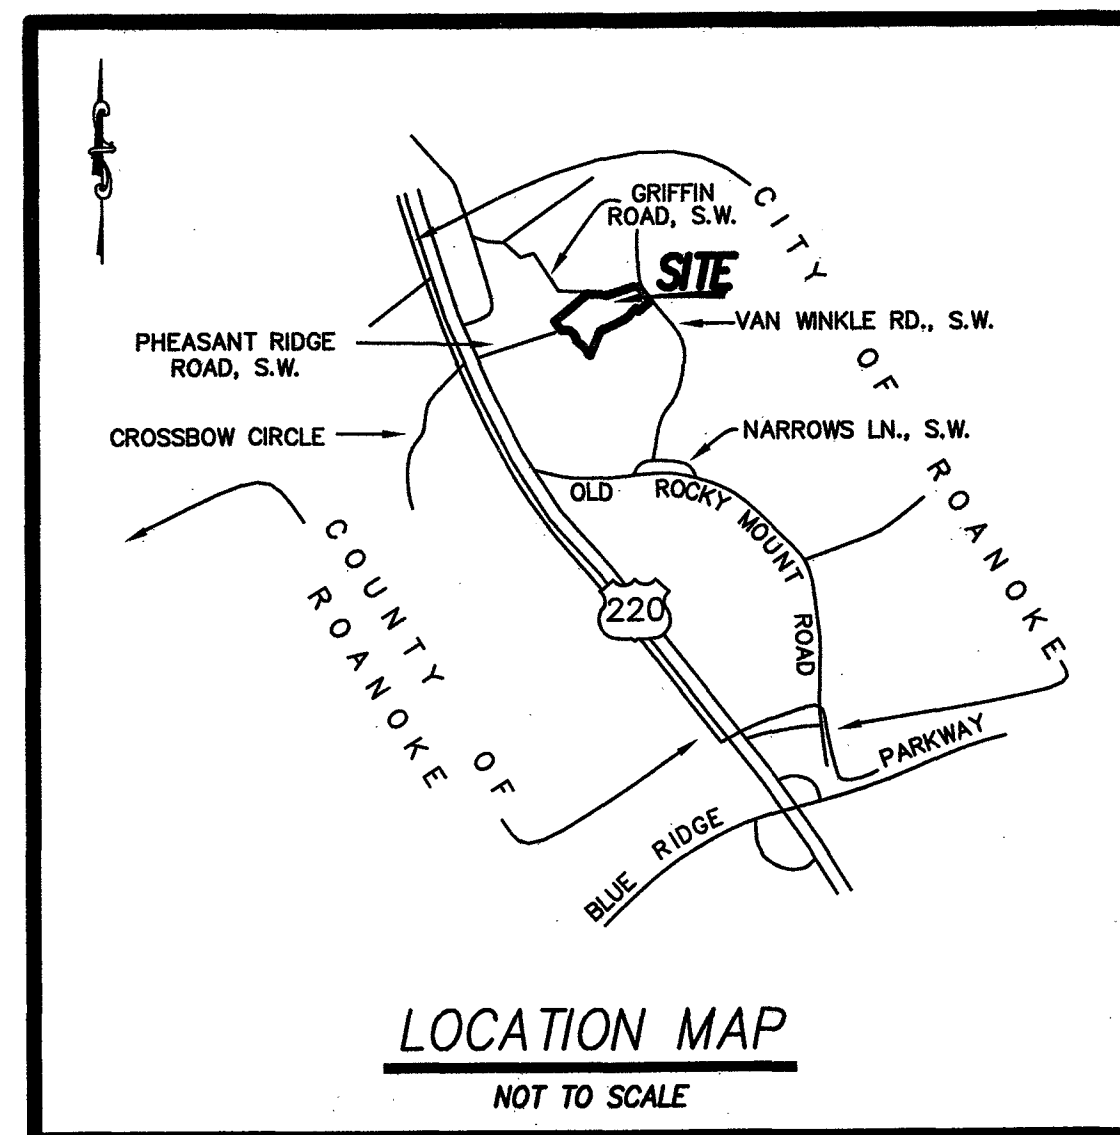 GRIFFIN
ROAD, S.W.
SITE
CITY OF ROANOKE
VAN WINKLE RD., S.W.
PHEASANT RIDGE
ROAD, S.W.
CROSSBOW CIRCLE
NARROWS LN., S.W.
OLD ROCKY MOUNT ROAD
COUNTY OF
ROANOKE
220
BLUE RIDGE PARKWAY
LOCATION MAP
NOT TO SCALE